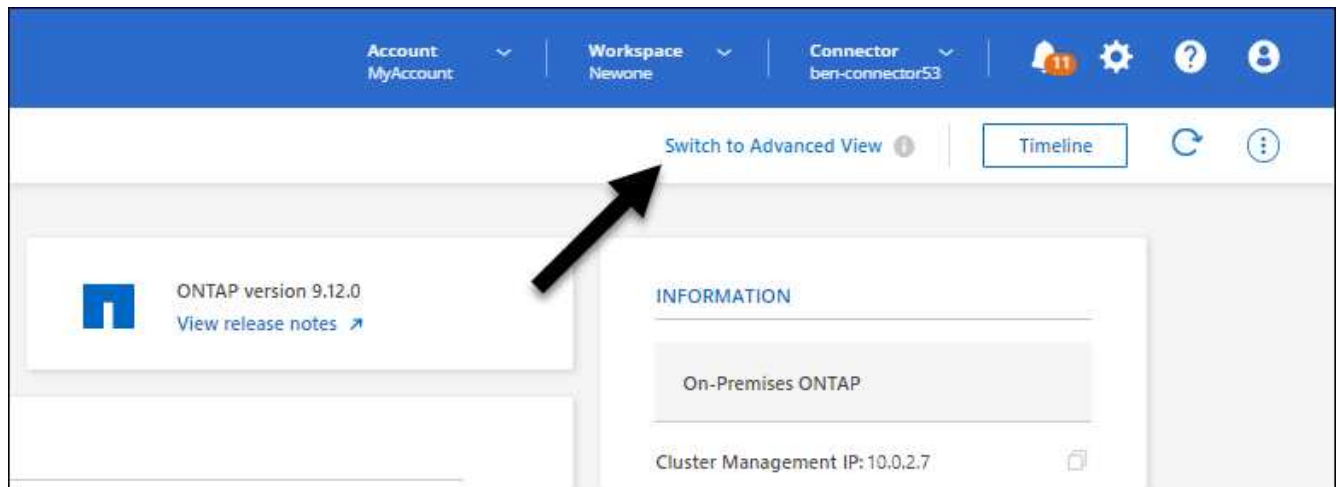 Account
MyAccount
Workspace
Newone
Connector
ben-connector53
11
Switch to Advanced View
Timeline
ONTAP version 9.12.0
View release notes
INFORMATION
On-Premises ONTAP
Cluster Management IP: 10.0.2.7